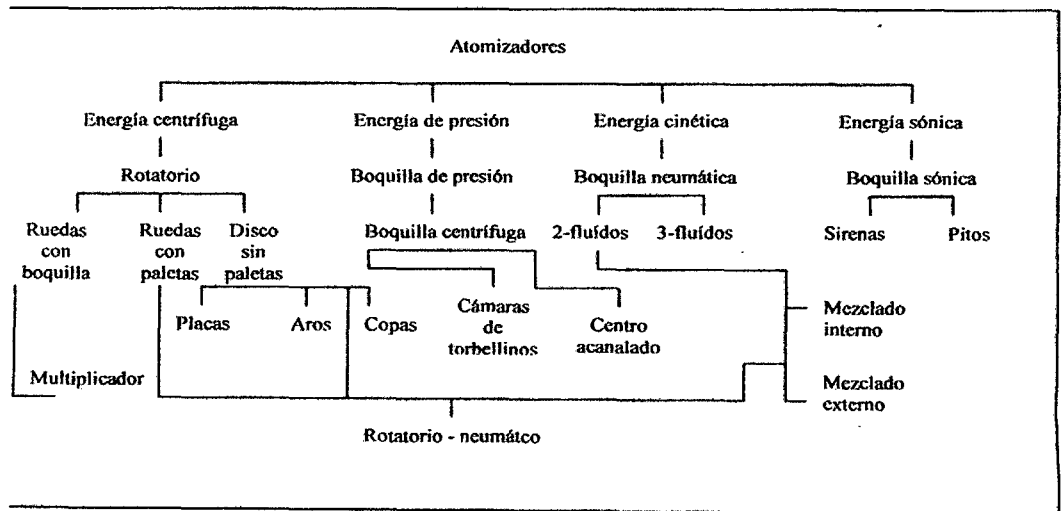 Atomizadores
Energía centrífuga Energía de presión Energía cinética Energía sónica
Rotatorio Boquilla de presión Boquilla neumática Boquilla sónica
Ruedas con boquilla
Ruedas con paletas
Disco sin paletas
Boquilla centrífuga 2-fluídos 3-fluídos Sirenas Pitos
Placas Aros Copas
Cámaras de torbellinos
Centro acanalado
Mezclado interno
Multiplicador
Mezclado externo
Rotatorio - neumátco